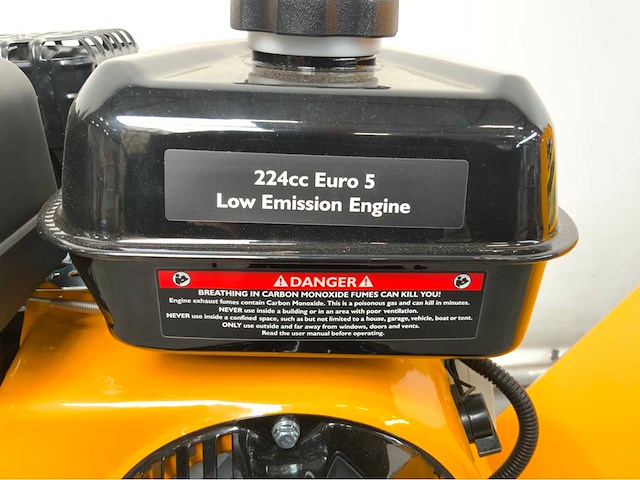 224cc Euro 5
Low Emission Engine
DANGER
BREATHING IN CARBON MONOXIDE FUMES CAN KILL YOU!
Engine exhaust fumes contain Carbon Monoxide. This is a poisonous gas and can kill in minutes.
NEVER use inside a building or in an area with poor ventilation.
NEVER use inside a confined space, such as but not limited to a house, garage, vehicle, boat or tent.
ONLY use outside and far away from windows, doors and vents.
Read the user manual before operating.